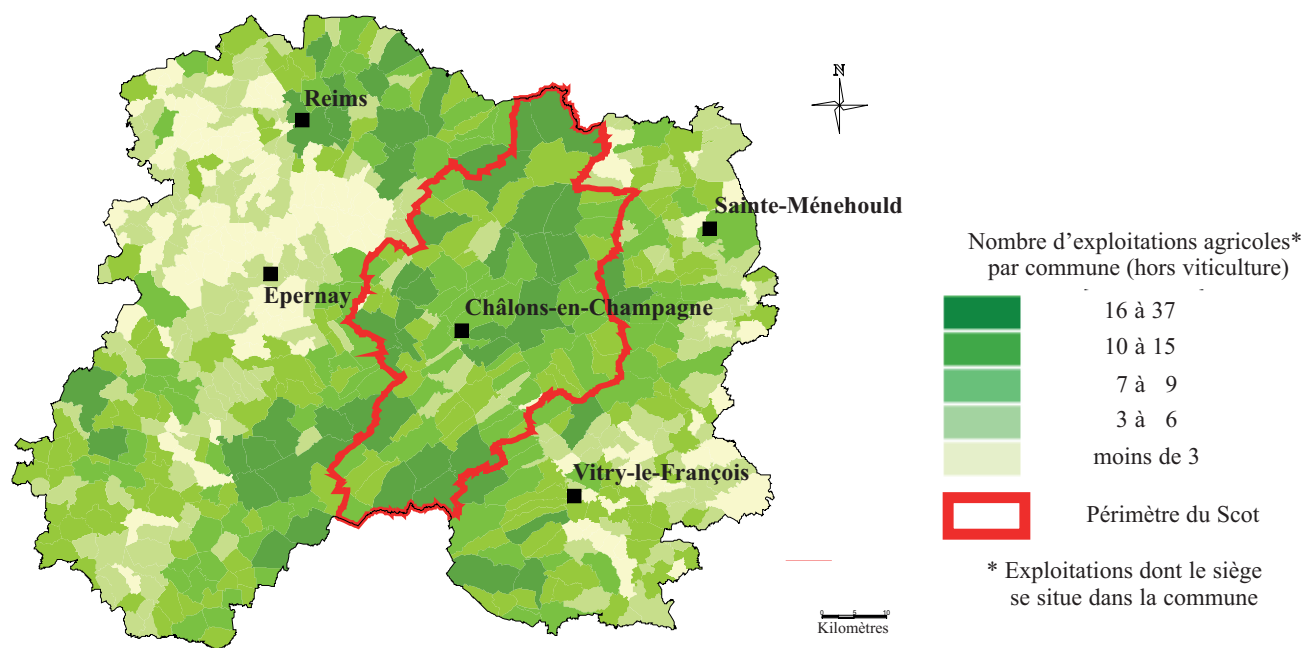 N
Reims
Sainte-Ménehould
Epernay
Châlons-en-Champagne
Vitry-le-François
Kilomètres
Nombre d'exploitations agricoles*
par commune (hors viticulture)
16 à 37
10 à 15
7 à 9
3 à 6
moins de 3
Périmètre du Scot
* Exploitations dont le siège
se situe dans la commune
0 5 10